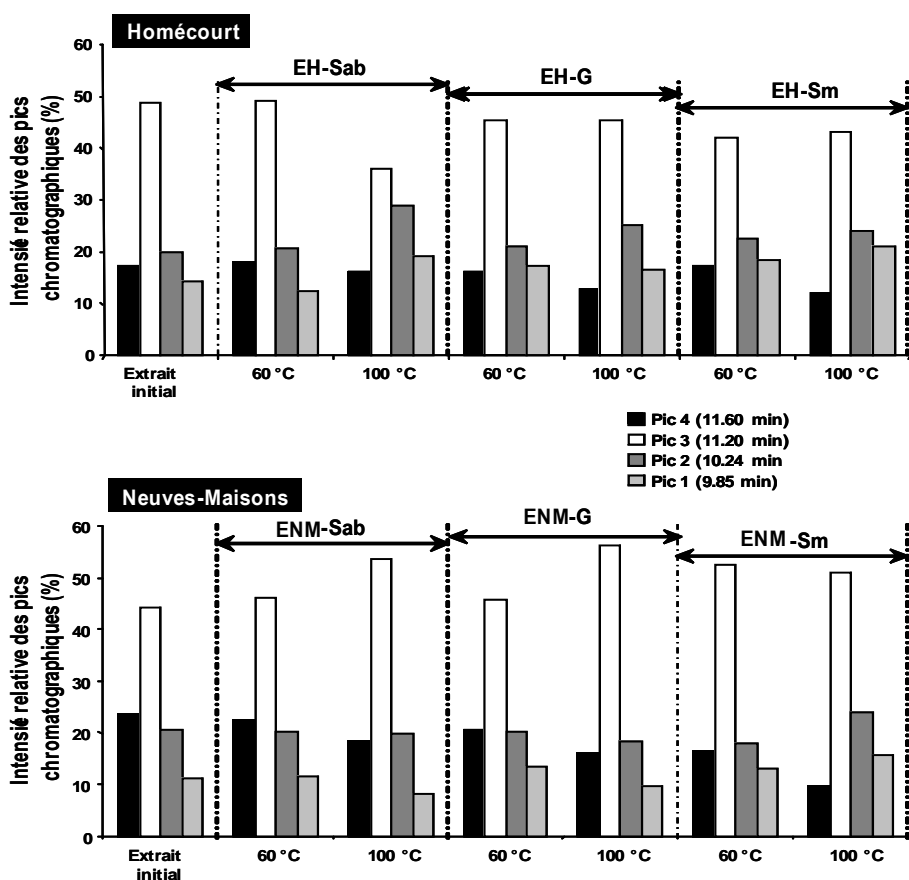 Homécourt
Intensié relative des pics
chromatographiques (%)
60
50
40
30
20
10
0
EH-Sab
EH-G
EH-Sm
Extrait
initial
60 °C
100 °C
60 °C
100 °C
60 °C
100 °C
Pic 4 (11.60 min)
Pic 3 (11.20 min)
Pic 2 (10.24 min
Pic 1 (9.85 min)
Neuves-Maisons
Intensié relative des pics
chromatographiques (%)
60
50
40
30
20
10
0
ENM-Sab
ENM-G
ENM -Sm
Extrait
initial
60 °C
100 °C
60 °C
100 °C
60 °C
100 °C